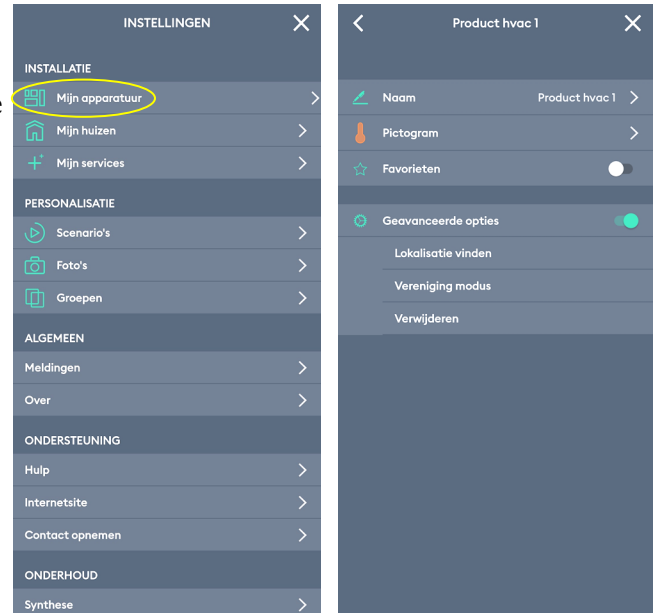 INSTELLINGEN
INSTALLATIE
Mijn apparatuur
Mijn huizen
Mijn services
PERSONALISATIE
Scenario's
Foto's
Groepen
ALGEMEEN
Meldingen
Over
ONDERSTEUNING
Hulp
Internetsite
Contact opnemen
ONDERHOUD
Synthese
Product hvac 1
Naam Product hvac 1
Pictogram
Favorieten
Geavanceerde opties
Lokalisatie vinden
Vereniging modus
Verwijderen